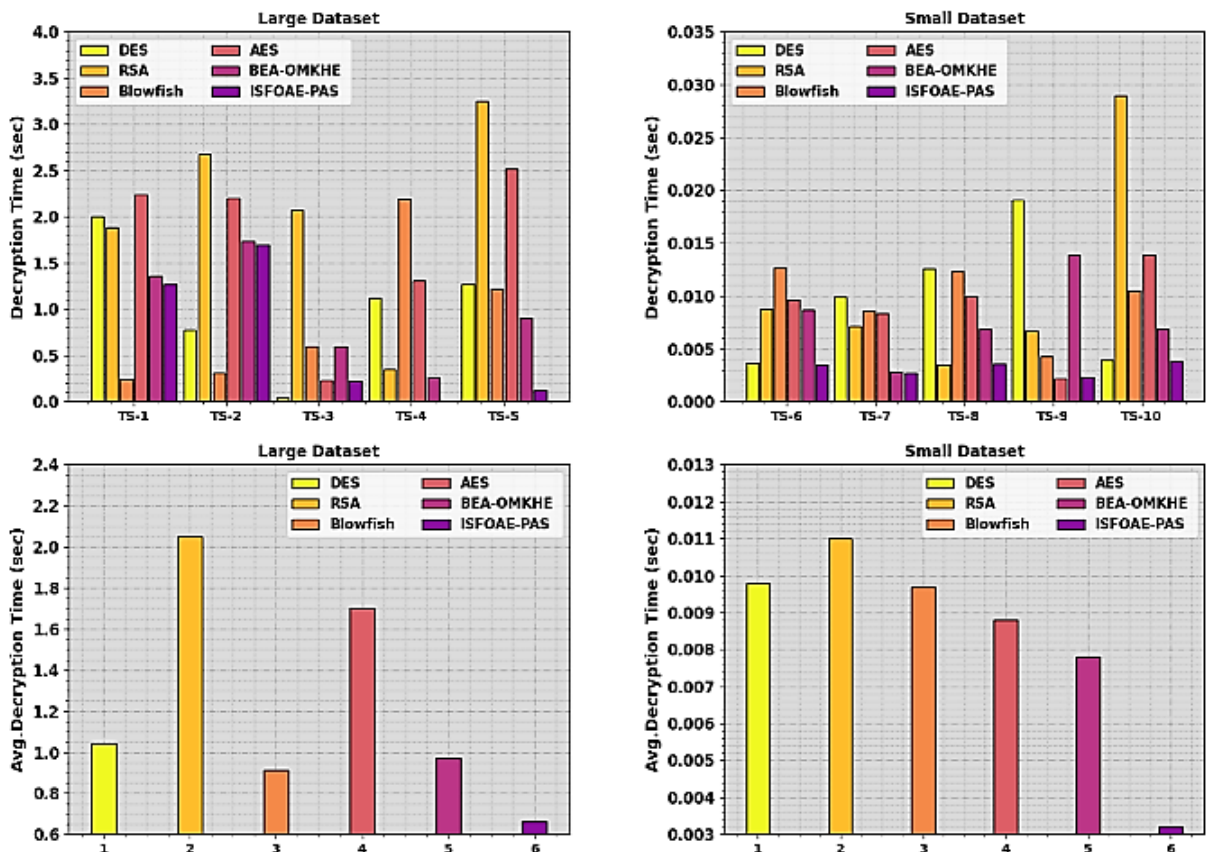 Large Dataset
Decryption Time (sec)
4.0
3.5
3.0
2.5
2.0
1.5
1.0
0.5
0.0
DES
RSA
Blowfish
AES
BEA-OMKHE
ISFOAE-PAS
TS-1 TS-2 TS-3 TS-4 TS-5
Small Dataset
Decryption Time (sec)
0.035
0.030
0.025
0.020
0.015
0.010
0.005
0.000
DES
RSA
Blowfish
AES
BEA-OMKHE
ISFOAE-PAS
TS-6 TS-7 TS-8 TS-9 TS-10
Large Dataset
Avg.Decryption Time (sec)
2.4
2.2
2.0
1.8
1.6
1.4
1.2
1.0
0.8
0.6
DES
RSA
Blowfish
AES
BEA-OMKHE
ISFOAE-PAS
1 2 3 4 5 6
Small Dataset
Avg.Decryption Time (sec)
0.013
0.012
0.011
0.010
0.009
0.008
0.007
0.006
0.005
0.004
0.003
DES
RSA
Blowfish
AES
BEA-OMKHE
ISFOAE-PAS
1 2 3 4 5 6